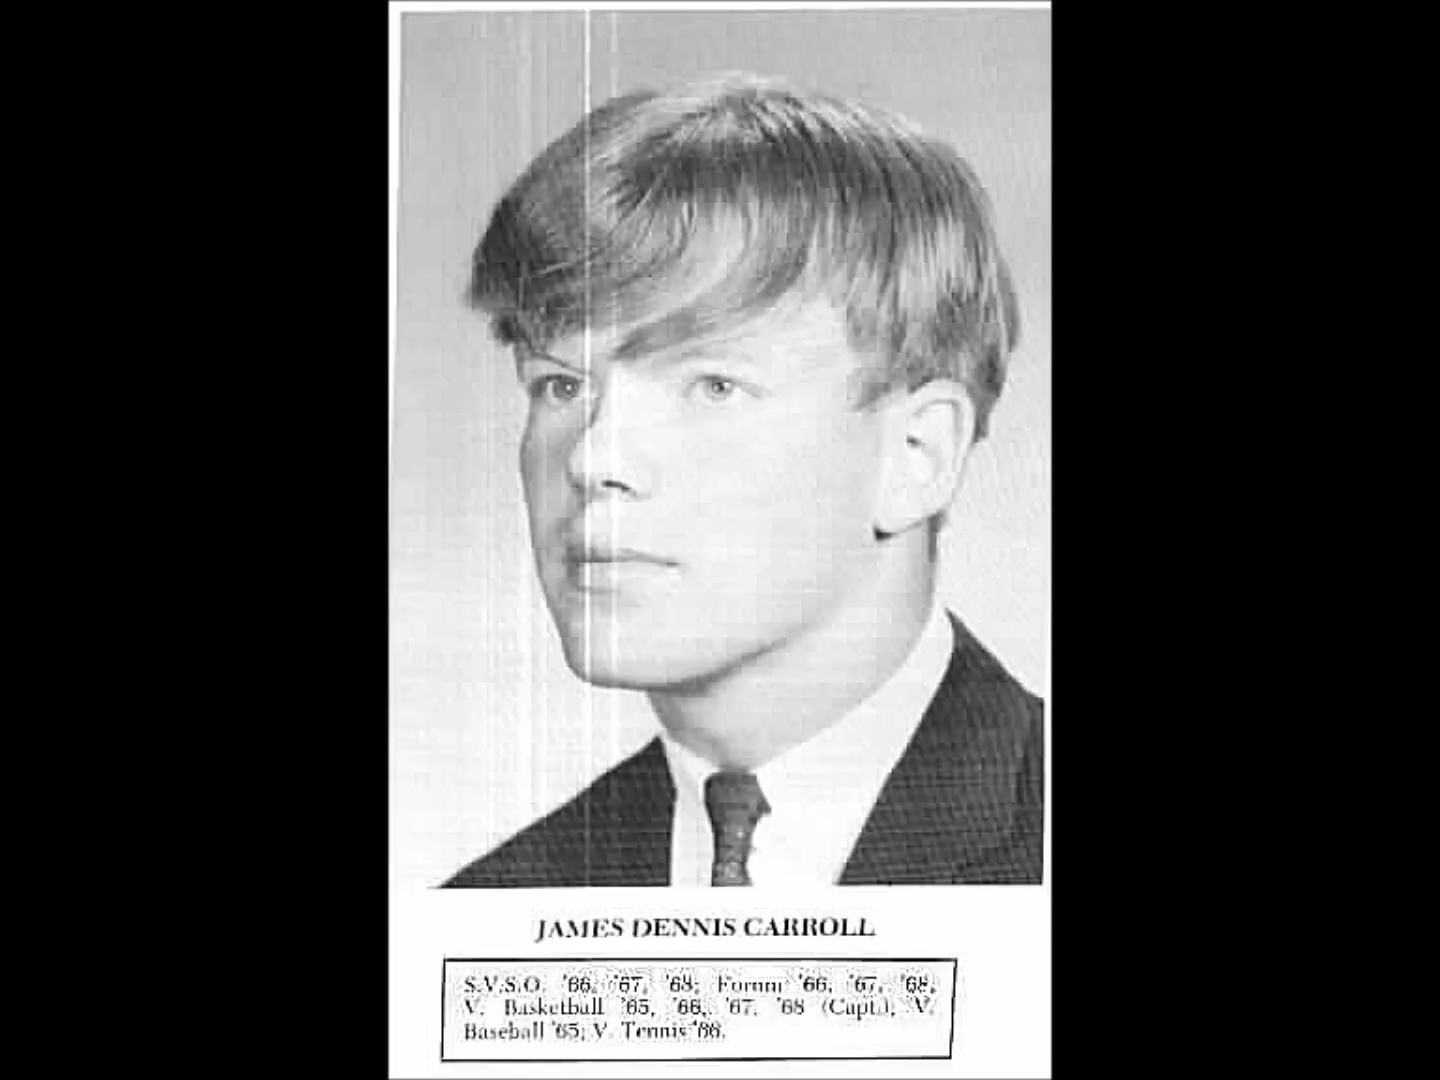 JAMES DENNIS CARROLL
S.V.S.O. '66, '67, '68; Forum '66, '67, '68,
V. Basketball '65, '66, '67, '68 (Capt.), V.
Baseball '65; V. Tennis '66.